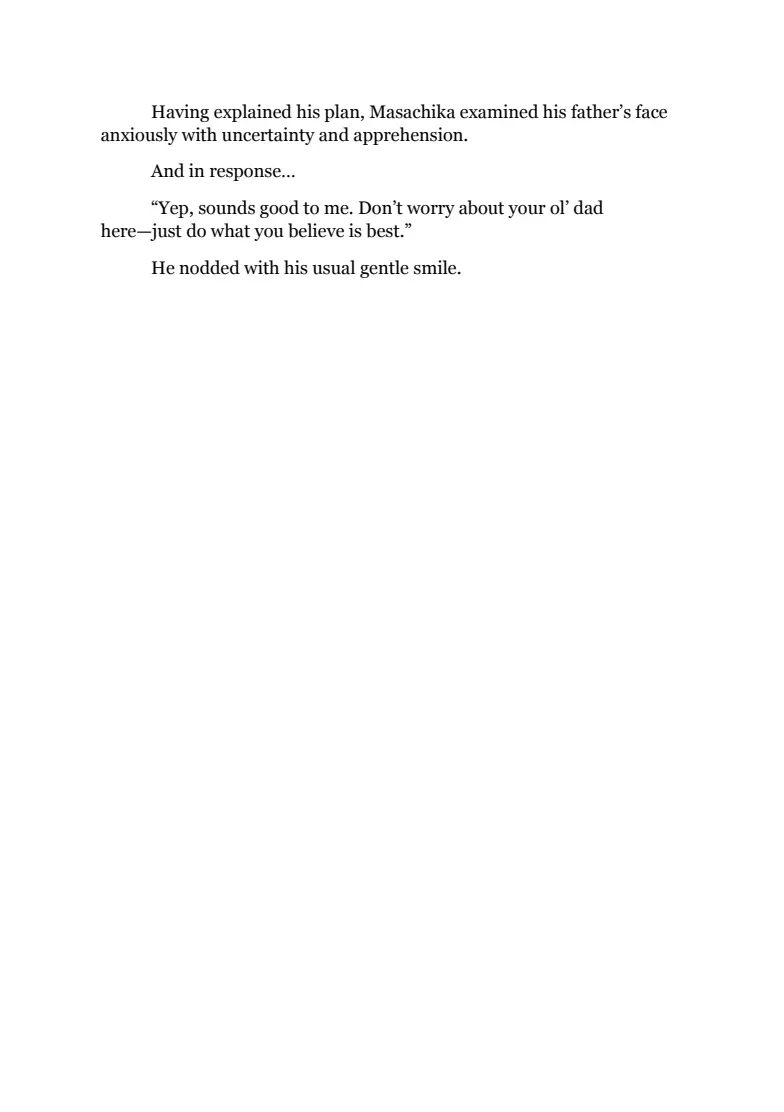 Having explained his plan, Masachika examined his father’s face
anxiously with uncertainty and apprehension.
And in response…
“Yep, sounds good to me. Don’t worry about your ol’ dad
here—just do what you believe is best.”
He nodded with his usual gentle smile.